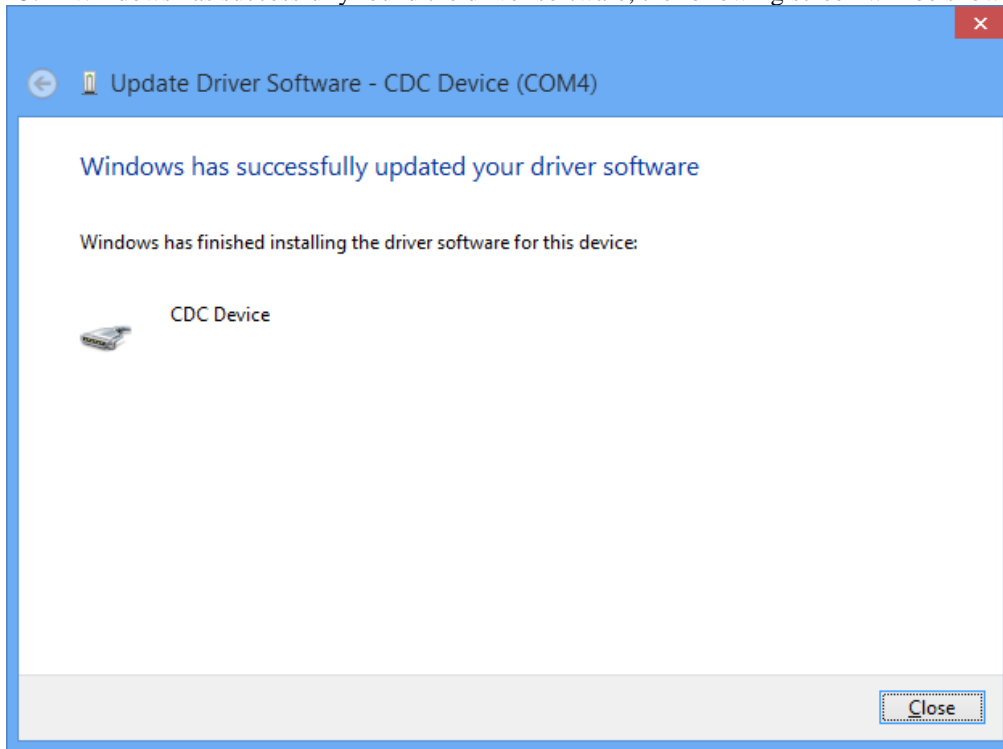 Update Driver Software - CDC Device (COM4)
Windows has successfully updated your driver software
Windows has finished installing the driver software for this device:
CDC Device
Close